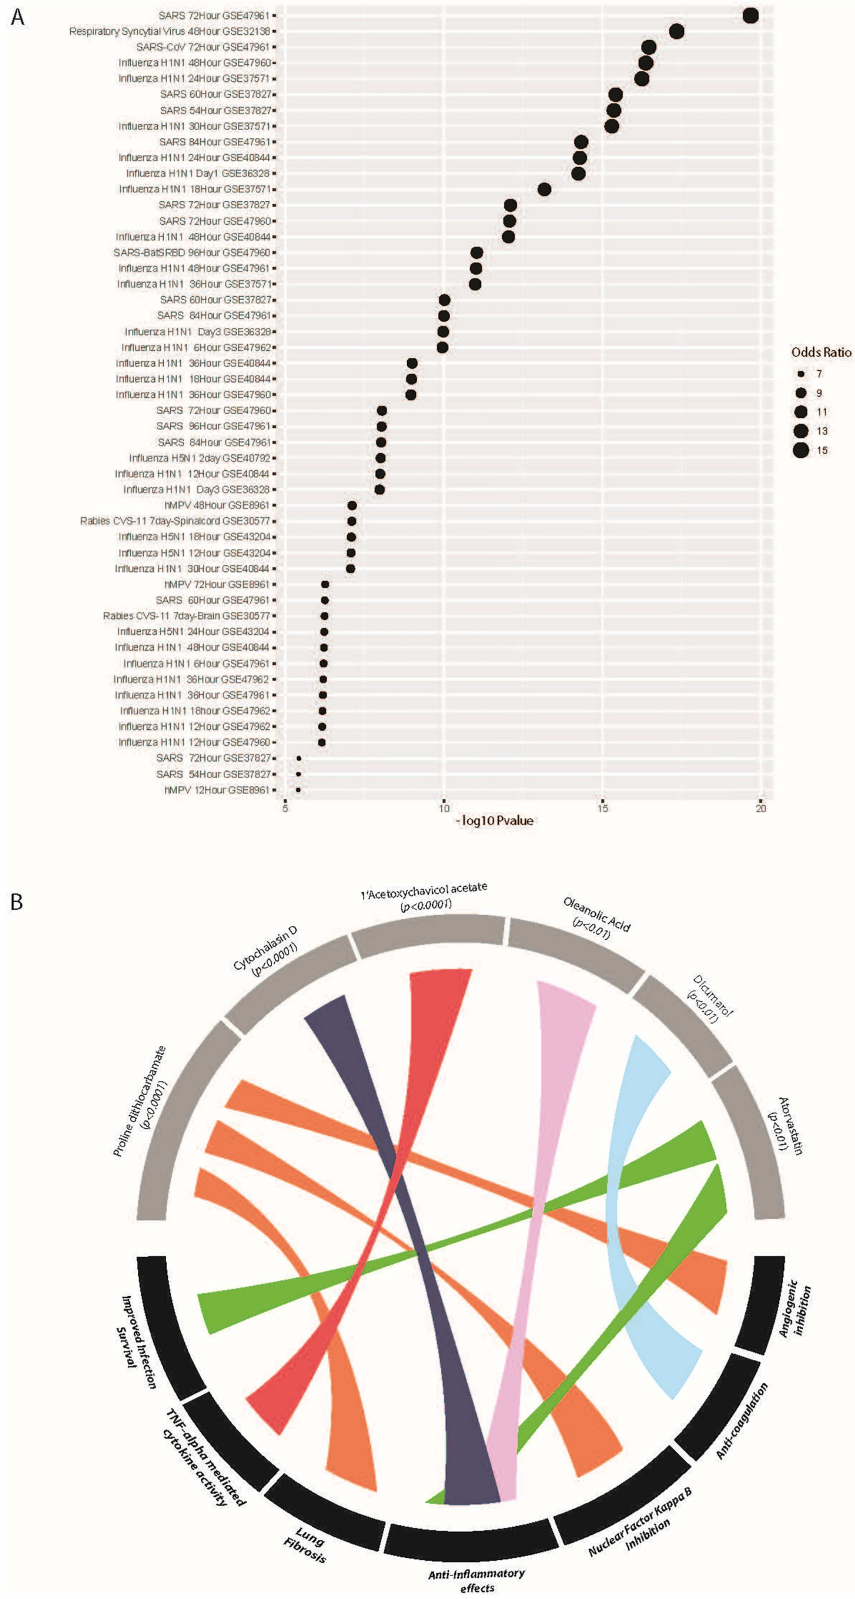 A
SARS 72Hour GSE47961
Respiratory Syncytial Virus 48Hour GSE32138
SARS-CoV 72Hour GSE47961
Influenza H1N1 48Hour GSE47960
Influenza H1N1 24Hour GSE37571
SARS 60Hour GSE37827
SARS 54Hour GSE37827
Influenza H1N1 30Hour GSE37571
SARS 84Hour GSE47961
Influenza H1N1 24Hour GSE40844
Influenza H1N1 Day1 GSE36328
Influenza H1N1 18Hour GSE37571
SARS 72Hour GSE37827
SARS 72Hour GSE47960
Influenza H1N1 48Hour GSE40844
SARS-BatSRBD 96Hour GSE47960
Influenza H1N1 48Hour GSE47961
Influenza H1N1 36Hour GSE37571
SARS 60Hour GSE37827
SARS 84Hour GSE47961
Influenza H1N1 Day3 GSE36328
Influenza H1N1 6Hour GSE47962
Influenza H1N1 36Hour GSE40844
Influenza H1N1 18Hour GSE40844
Influenza H1N1 36Hour GSE47960
SARS 72Hour GSE47960
SARS 96Hour GSE47961
SARS 84Hour GSE47961
Influenza H5N1 2day GSE40792
Influenza H1N1 12Hour GSE40844
Influenza H1N1 Day3 GSE36328
hMPV 48Hour GSE8961
Rabies CVS-11 7day-Spinalcord GSE30577
Influenza H5N1 18Hour GSE43204
Influenza H5N1 12Hour GSE43204
Influenza H1N1 30Hour GSE40844
hMPV 72Hour GSE8961
SARS 60Hour GSE47961
Rabies CVS-11 7day-Brain GSE30577
Influenza H5N1 24Hour GSE43204
Influenza H1N1 48Hour GSE40844
Influenza H1N1 6Hour GSE47961
Influenza H1N1 36Hour GSE47962
Influenza H1N1 36Hour GSE47961
Influenza H1N1 18hour GSE47962
Influenza H1N1 12Hour GSE47962
Influenza H1N1 12Hour GSE47960
SARS 72Hour GSE37827
SARS 54Hour GSE37827
hMPV 12Hour GSE8961
5 10 15 20
- log10 Pvalue
Odds Ratio
7
9
11
13
15
B
Proline dithiocarbamate
(p<0.0001)
Cytochalasin D
(p<0.0001)
1'Acetoxychavicol acetate
(p<0.0001)
Oleanolic Acid
(p<0.01)
Dicumarol
(p<0.01)
Atorvastatin
(p<0.01)
Improved Infection
Survival
TNF-alpha mediated
cytokine activity
Lung
Fibrosis
Anti-inflammatory
effects
Nuclear Factor Kappa B
Inhibition
Anti-coagulation
Angiogenic
inhibition